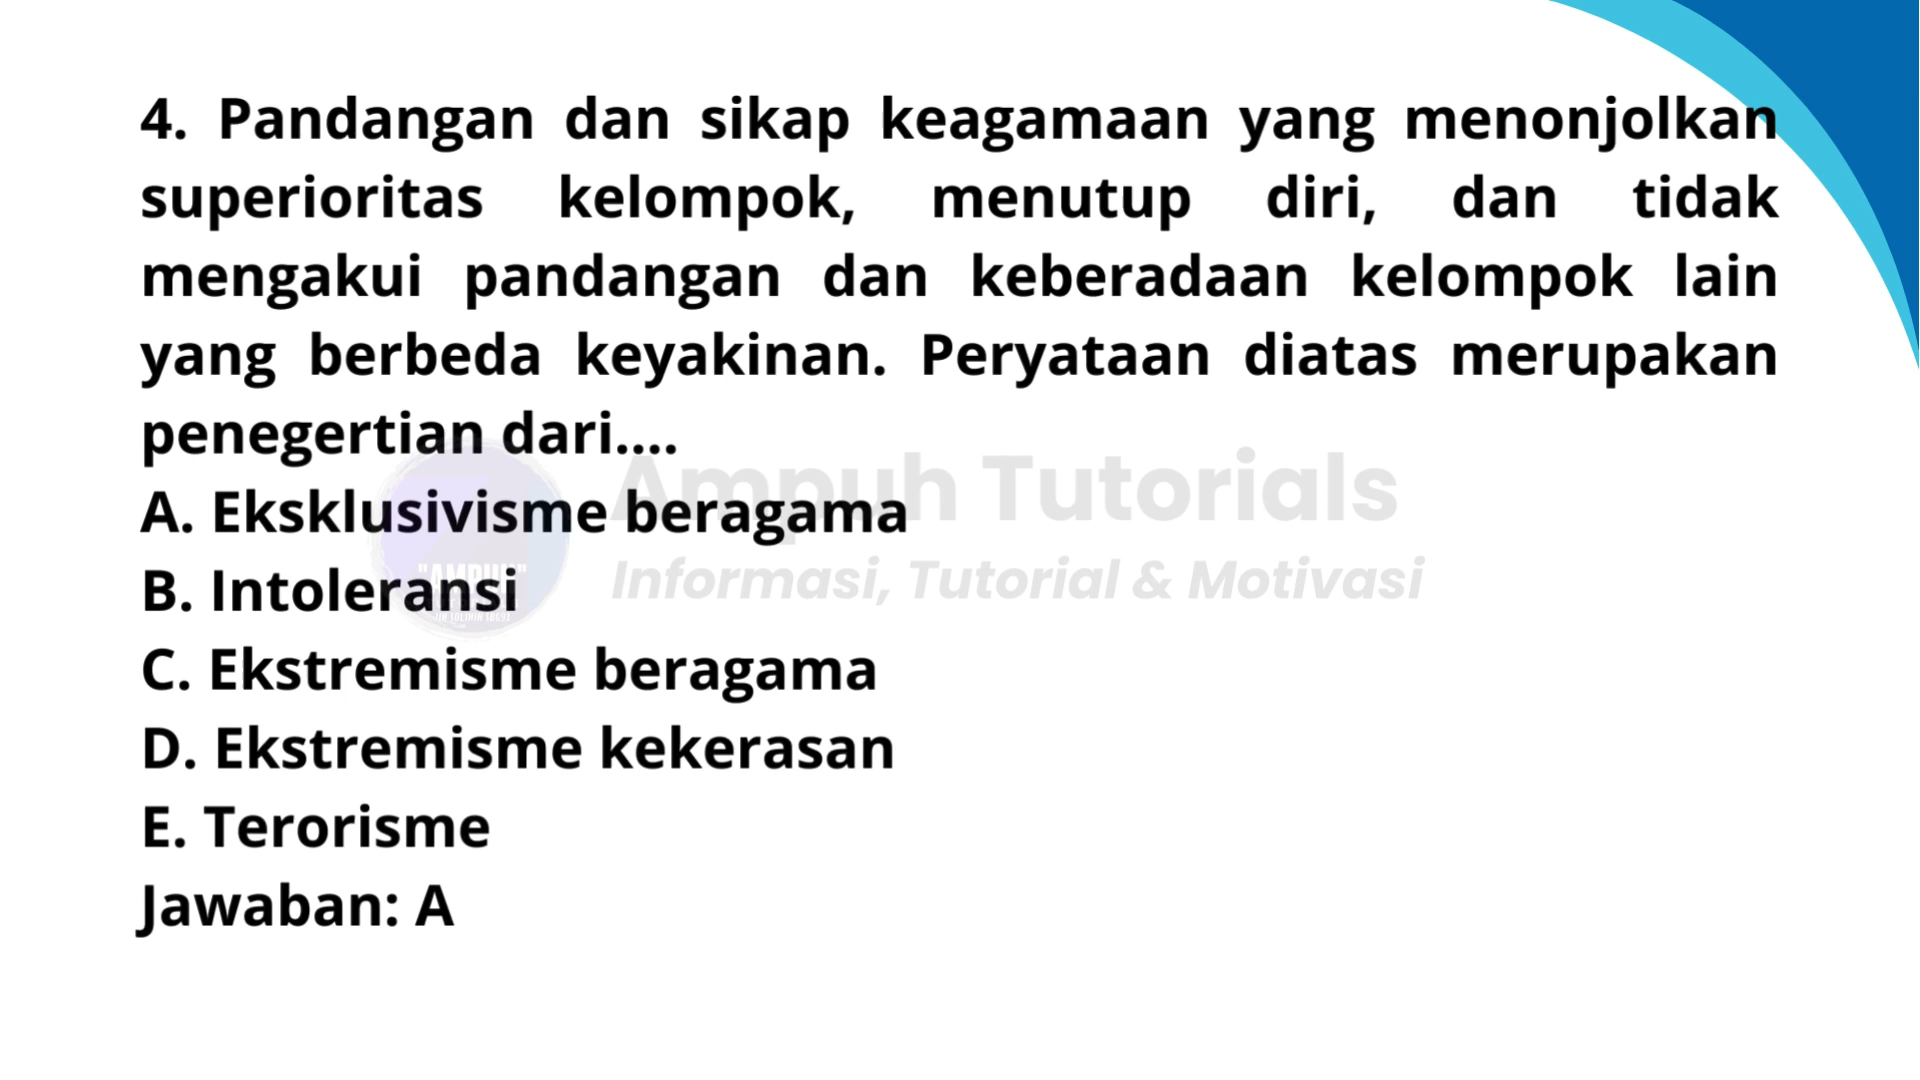 4. Pandangan dan sikap keagamaan yang menonjolkan
superioritas kelompok, menutup diri, dan tidak
mengakui pandangan dan keberadaan kelompok lain
yang berbeda keyakinan. Peryataan diatas merupakan
penegertian dari....
Ampuh Tutorials
A. Eksklusivisme beragama
Informasi, Tutorial & Motivasi
"AMPUH"
B. Intoleransi
C. Ekstremisme beragama
D. Ekstremisme kekerasan
E. Terorisme
Jawaban: A